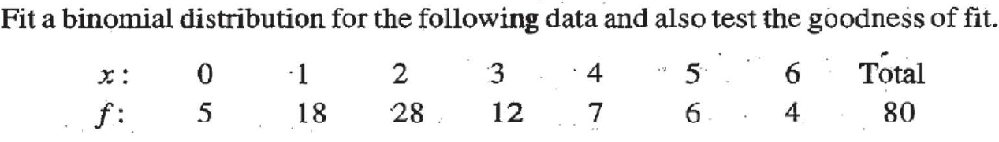 Fit a binomial distribution for the following data and also test the goodness of fit.
x: 0 1 2 3 4 5 6 Total
f: 5 18 28 12 7 6 4 80